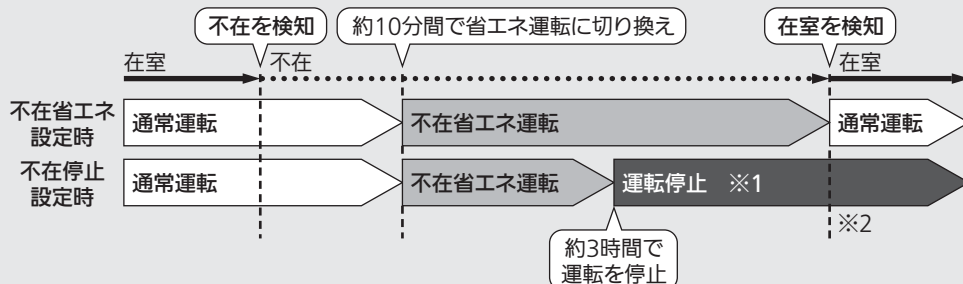 不在を検知
約10分間で省エネ運転に切り換え
在室を検知
在室
不在
在室
不在省エネ
設定時
通常運転
不在省エネ運転
通常運転
不在停止
設定時
通常運転
不在省エネ運転
運転停止 ※1
※2
約3時間で
運転を停止